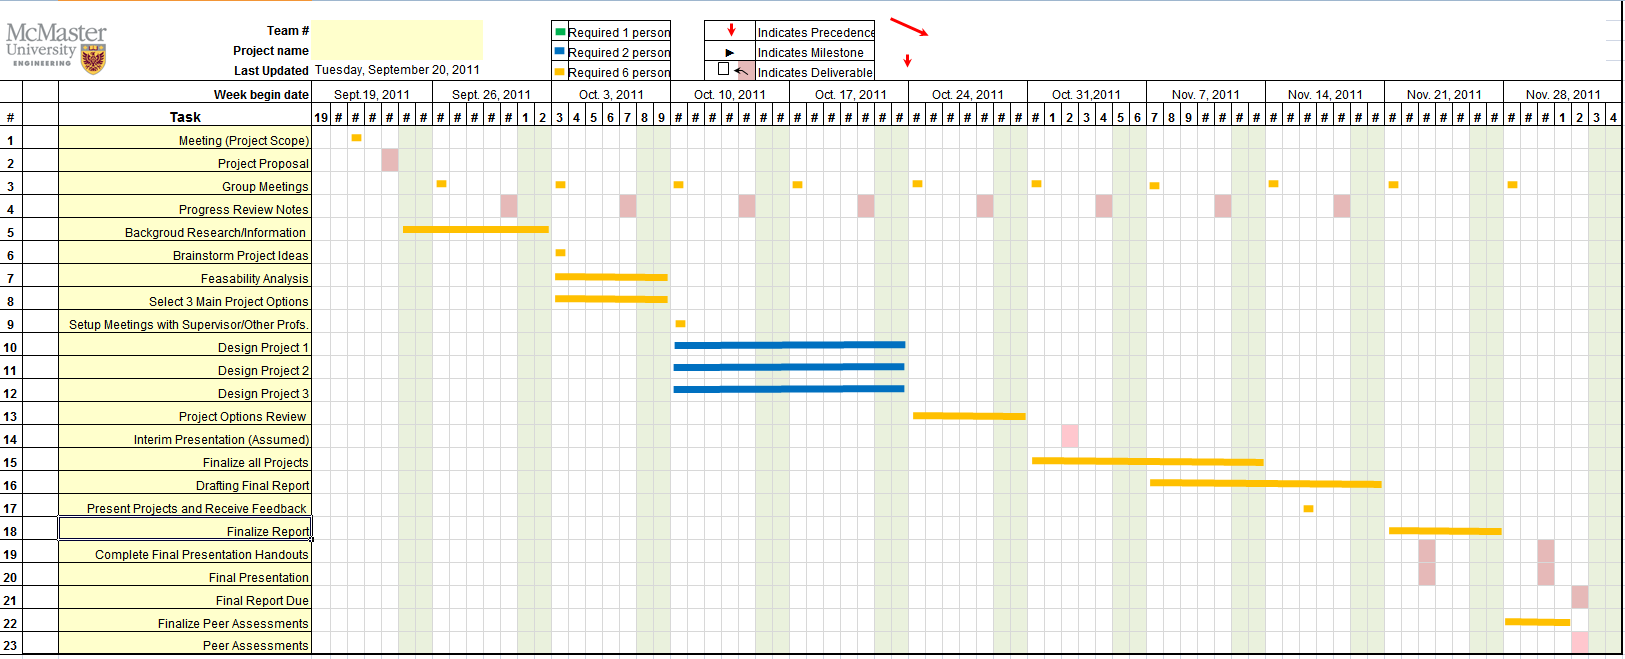 McMaster
University
ENGINEERING
Team #
Project name
Last Updated Tuesday, September 20, 2011
Required 1 person
Required 2 person
Required 6 person
Indicates Precedence
Indicates Milestone
Indicates Deliverable
Week begin date Sept.19, 2011 Sept. 26, 2011 Oct. 3, 2011 Oct. 10, 2011 Oct. 17, 2011 Oct. 24, 2011 Oct. 31,2011 Nov. 7, 2011 Nov. 14, 2011 Nov. 21, 2011 Nov. 28, 2011
# Task 19 # # # # # # # # # # # 1 2 3 4 5 6 7 8 9 # # # # # # # # # # # # # # # # # # # # # # 1 2 3 4 5 6 7 8 9 # # # # # # # # # # # # # # # # # # # # # 1 2 3 4
1 Meeting (Project Scope)
2 Project Proposal
3 Group Meetings
4 Progress Review Notes
5 Backgroud Research/Information
6 Brainstorm Project Ideas
7 Feasability Analysis
8 Select 3 Main Project Options
9 Setup Meetings with Supervisor/Other Profs.
10 Design Project 1
11 Design Project 2
12 Design Project 3
13 Project Options Review
14 Interim Presentation (Assumed)
15 Finalize all Projects
16 Drafting Final Report
17 Present Projects and Receive Feedback
18 Finalize Report
19 Complete Final Presentation Handouts
20 Final Presentation
21 Final Report Due
22 Finalize Peer Assessments
23 Peer Assessments